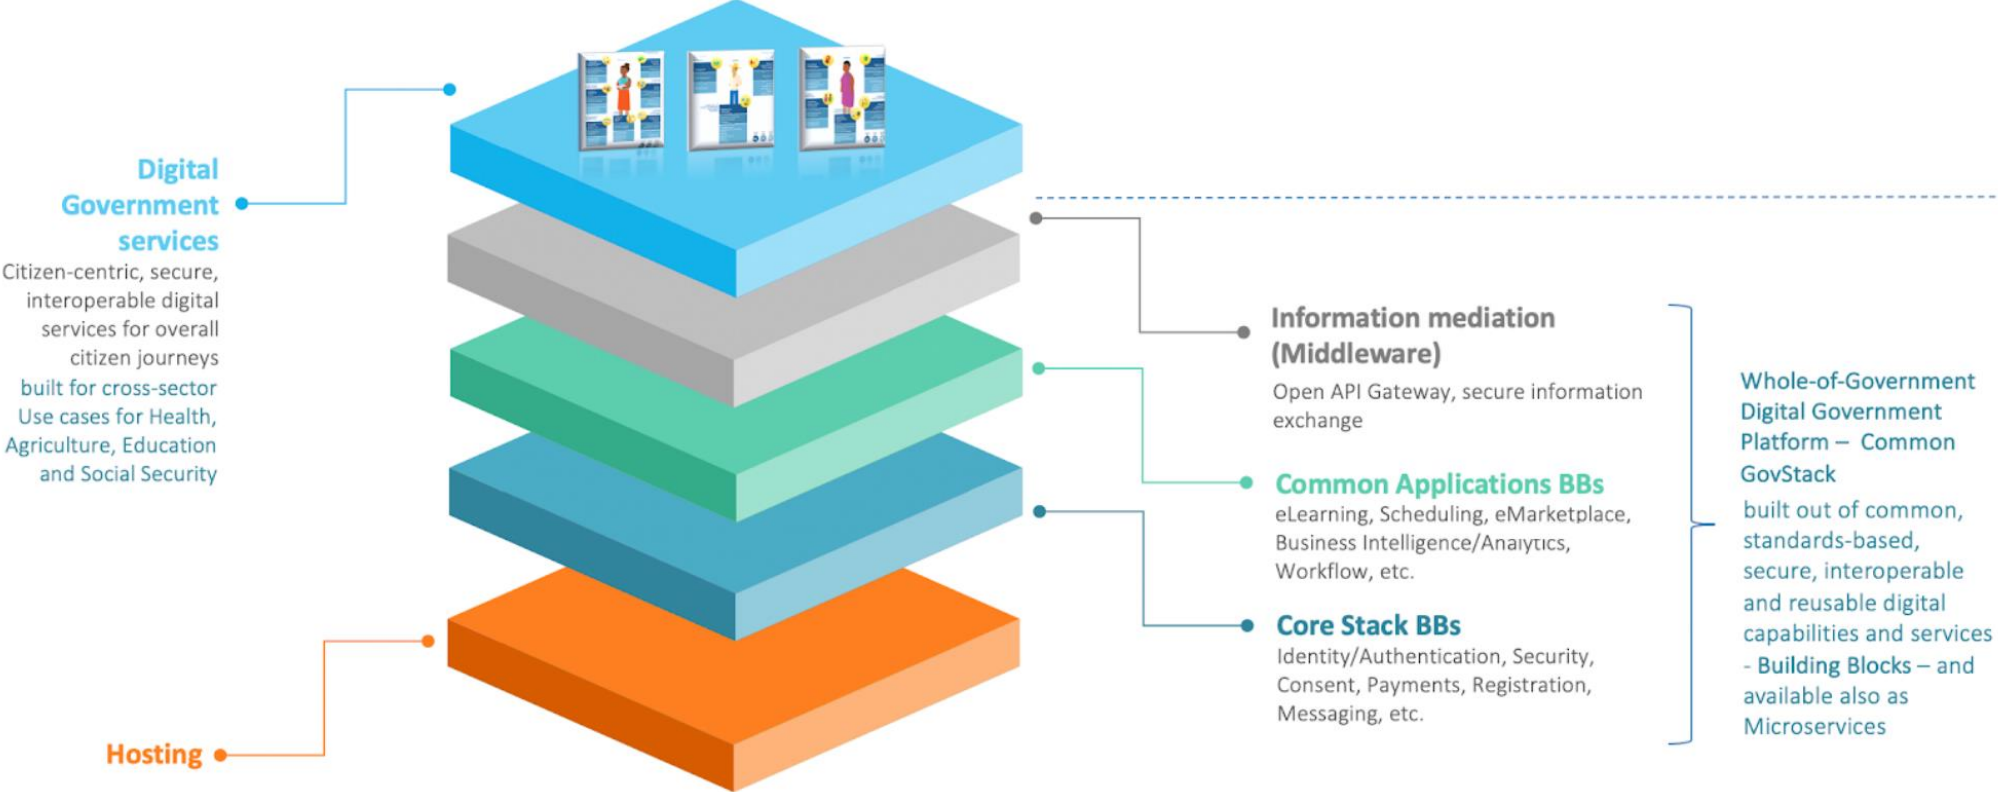 Digital
Government
services
Citizen-centric, secure,
interoperable digital
services for overall
citizen journeys
built for cross-sector
Use cases for Health,
Agriculture, Education
and Social Security
Hosting
Information mediation
(Middleware)
Open API Gateway, secure information
exchange
Common Applications BBs
eLearning, Scheduling, eMarketplace,
Business Intelligence/Analytics,
Workflow, etc.
Core Stack BBs
Identity/Authentication, Security,
Consent, Payments, Registration,
Messaging, etc.
Whole-of-Government
Digital Government
Platform – Common
GovStack
built out of common,
standards-based,
secure, interoperable
and reusable digital
capabilities and services
- Building Blocks – and
available also as
Microservices